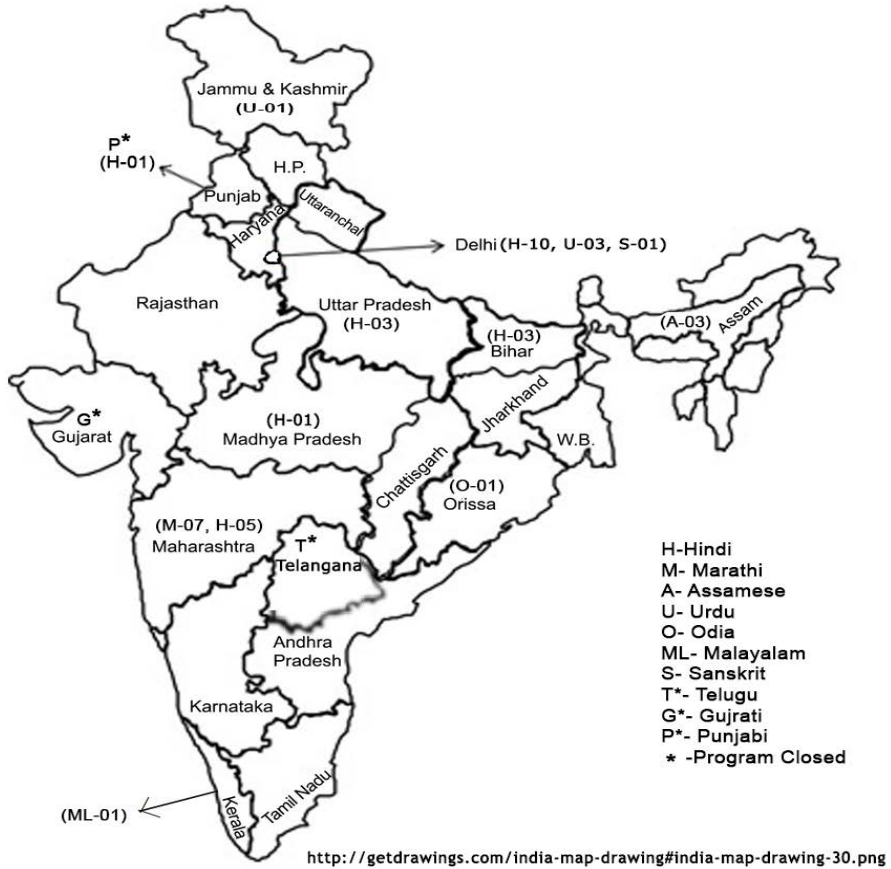 Jammu & Kashmir
(U-01)
P*
(H-01)
H.P.
Punjab
Uttaranchal
Haryana
Delhi (H-10, U-03, S-01)
Rajasthan
Uttar Pradesh
(H-03)
(H-03)
Bihar
(A-03)
Assam
G*
Gujarat
(H-01)
Madhya Pradesh
Jharkhand
W.B.
Chattisgarh
(O-01)
Orissa
(M-07, H-05)
Maharashtra
T*
Telangana
Andhra
Pradesh
Karnataka
(ML-01)
Kerala
Tamil Nadu
H-Hindi
M- Marathi
A- Assamese
U- Urdu
O- Odia
ML- Malayalam
S- Sanskrit
T*- Telugu
G*- Gujrati
P*- Punjabi
* -Program Closed
http://getdrawings.com/india-map-drawing#india-map-drawing-30.png